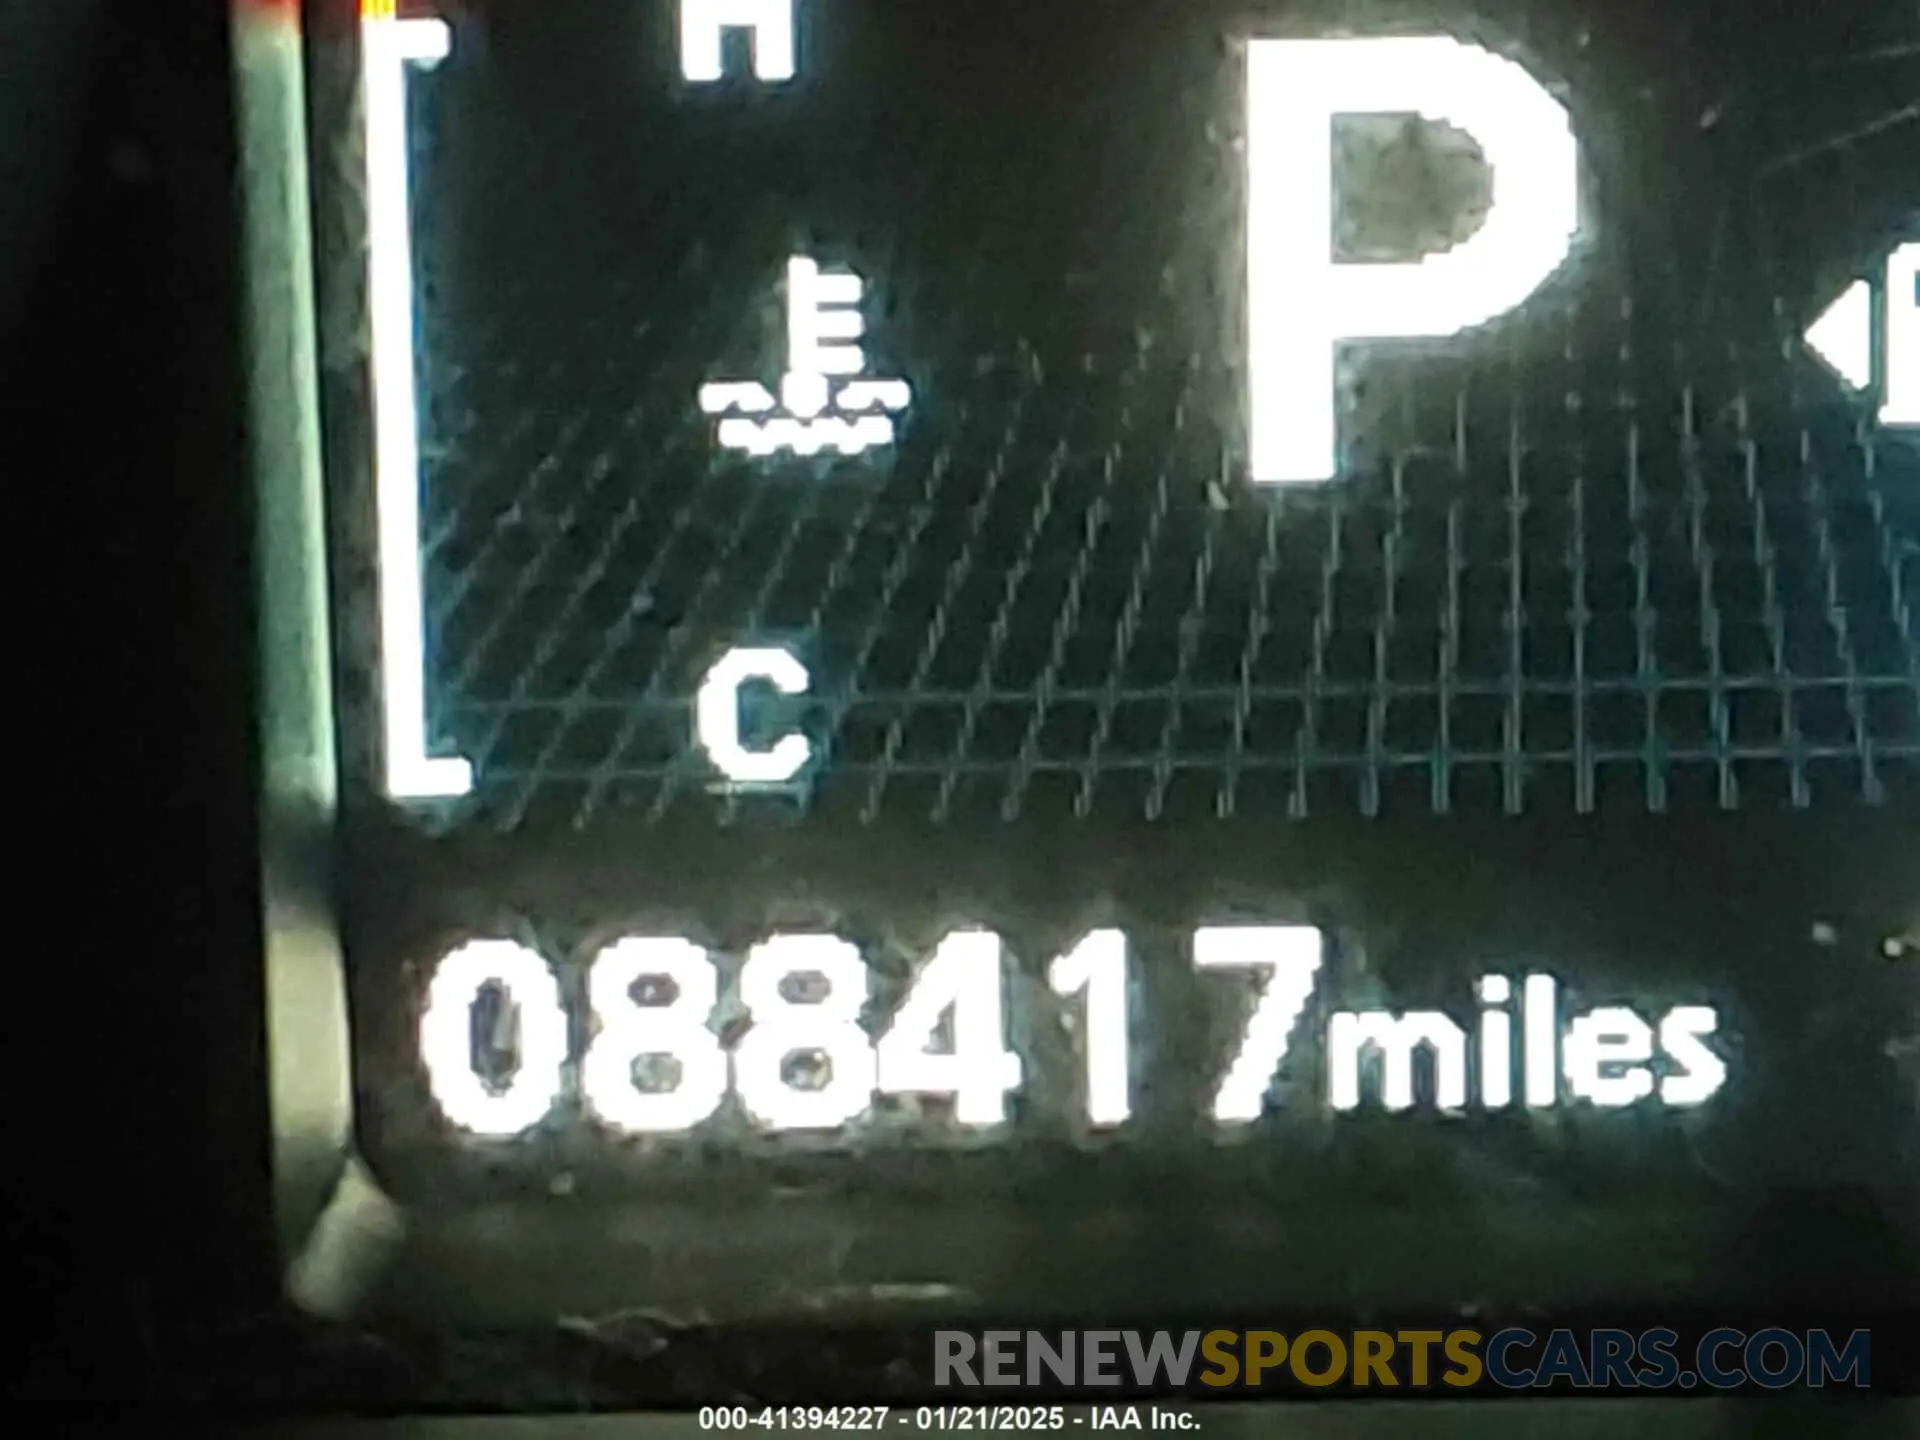 H
P
C
088417 miles
RENEWSPORTSCARS.COM
000-41394227 - 01/21/2025 - IAA Inc.